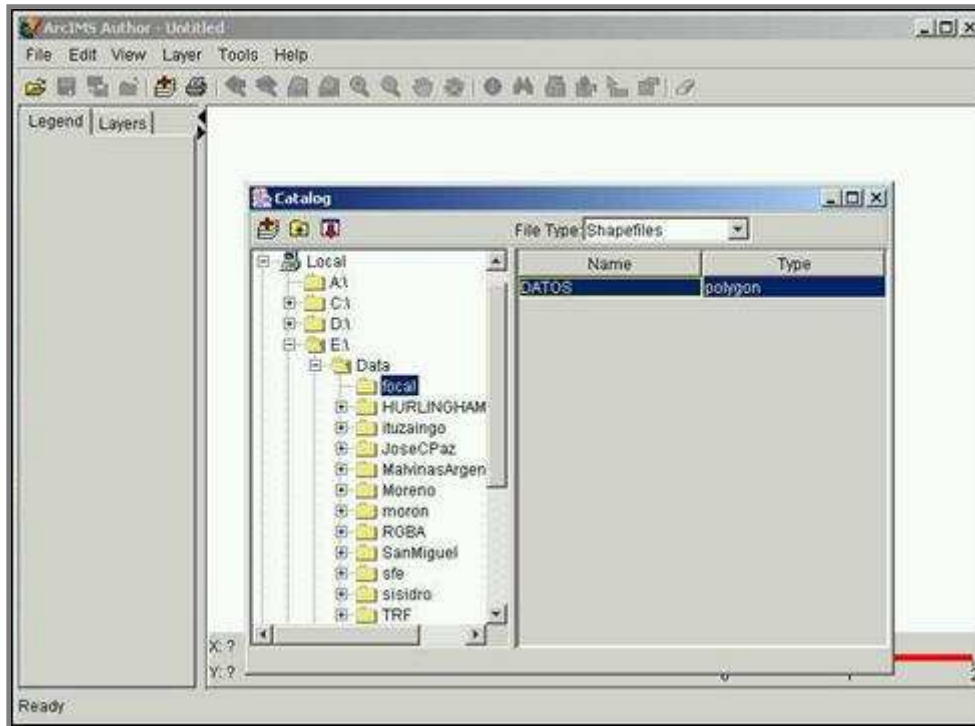 ArcIMS Author - Untitled
File Edit View Layer Tools Help
Legend Layers
Catalog
File Type: Shapefiles
Local
A:\
C:\
D:\
E:\
Data
focal
HURLINGHAM
ituzaingo
JoseCPaz
MalvinasArgen
Moreno
moron
RGBA
SanMiguel
sfe
sisidro
TRF
Name Type
DATOS polygon
X: ?
Y: ?
Ready